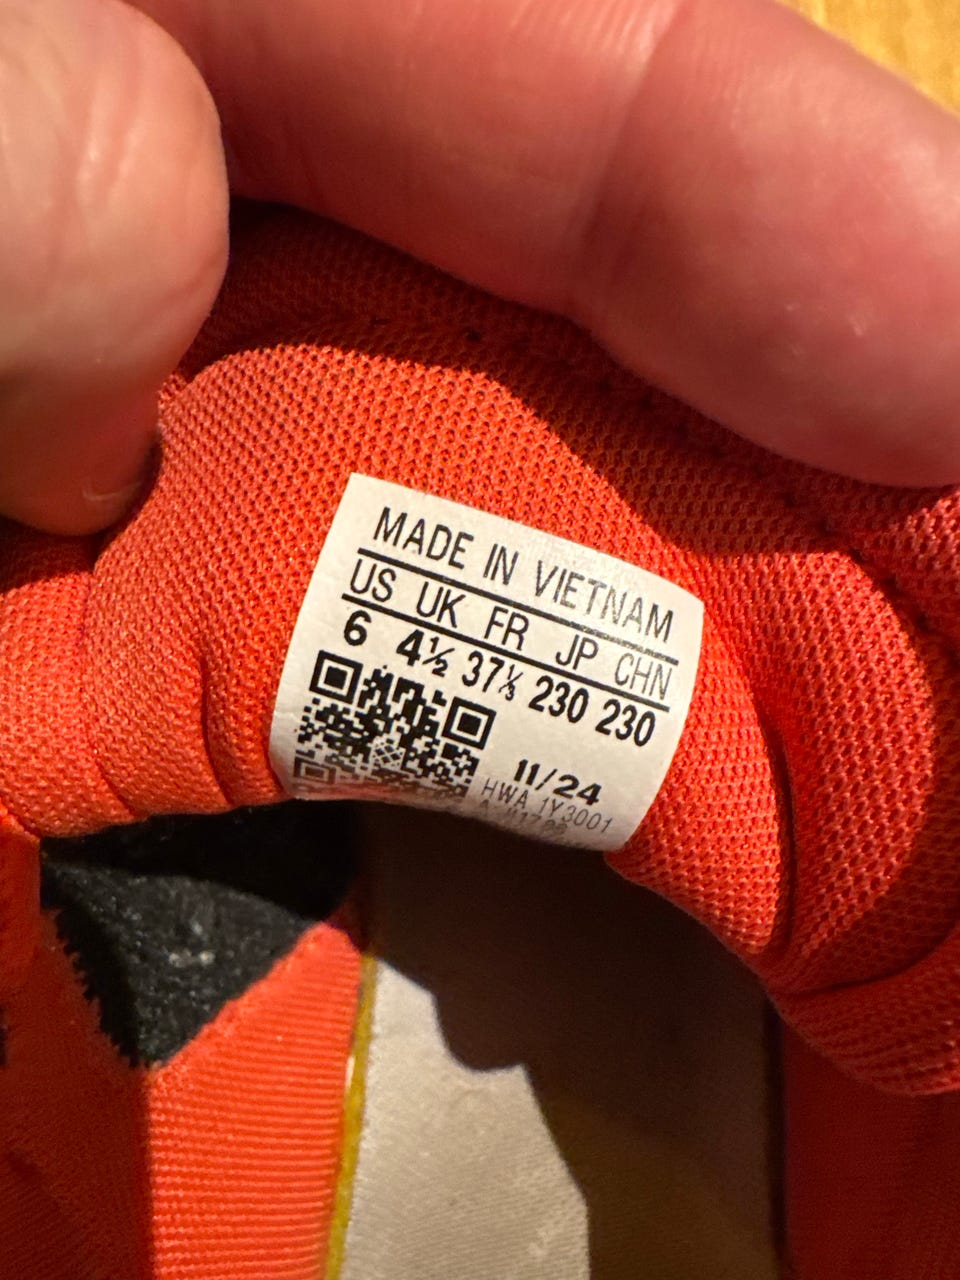 MADE IN VIETNAM
US UK FR JP CHN
6 4½ 37⅓ 230 230
11/24
HWA 1Y3001